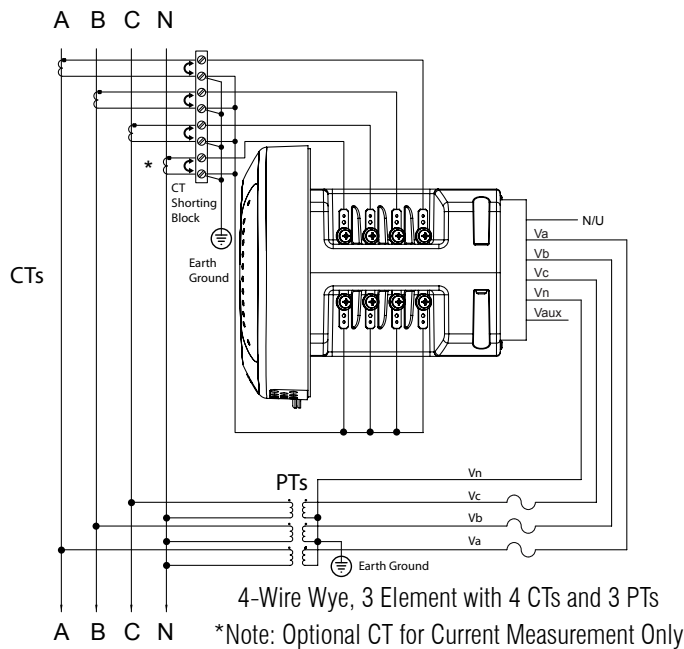 A B C N
*
CT
Shorting
Block
Earth
Ground
CTs
N/U
Va
Vb
Vc
Vn
Vaux
PTs
Vn
Vc
Vb
Va
Earth Ground
4-Wire Wye, 3 Element with 4 CTs and 3 PTs
A B C N
*Note: Optional CT for Current Measurement Only